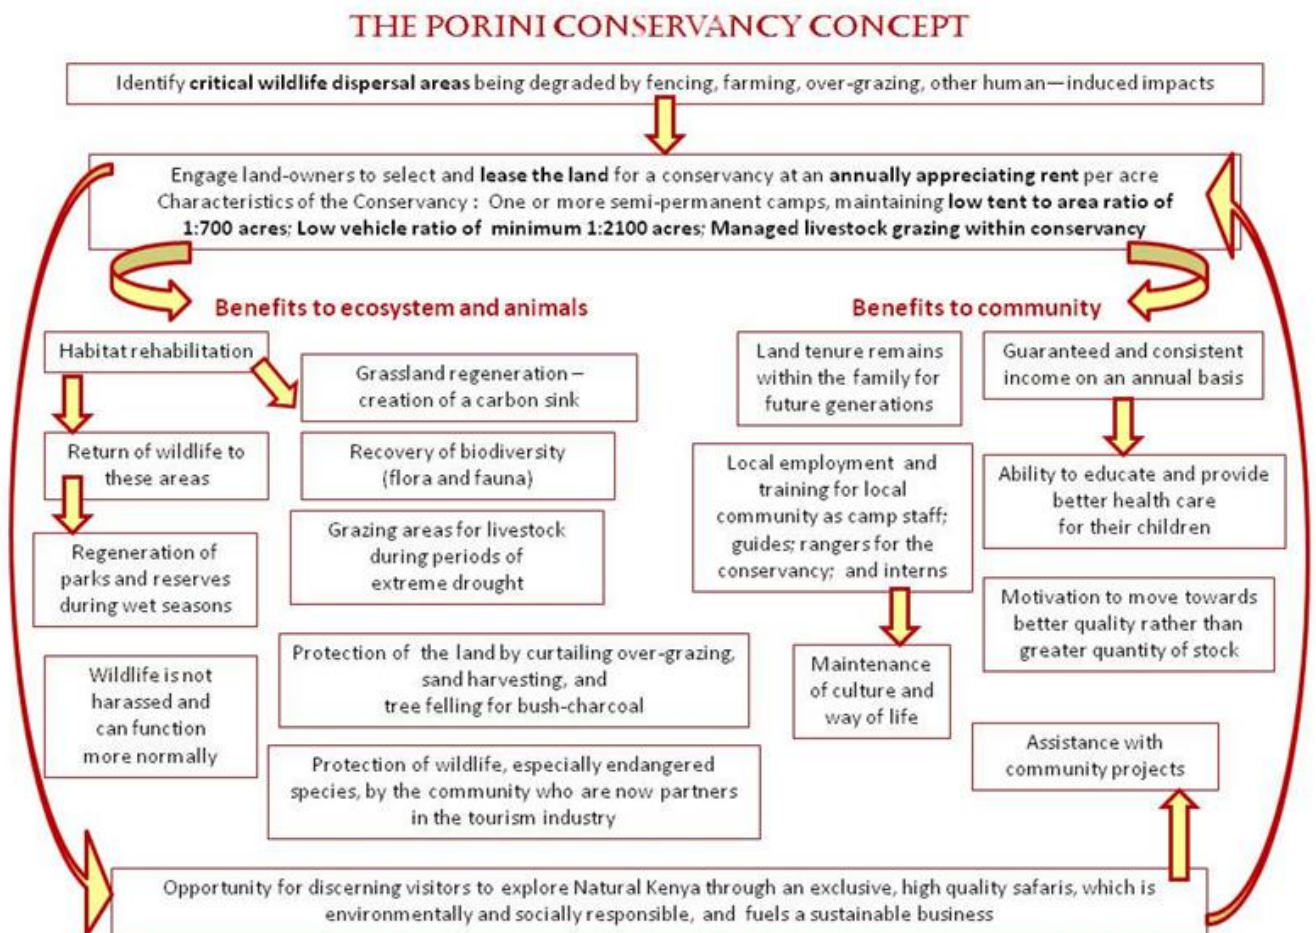 THE PORINI CONSERVANCY CONCEPT
Identify critical wildlife dispersal areas being degraded by fencing, farming, over-grazing, other human—induced impacts
Engage land-owners to select and lease the land for a conservancy at an annually appreciating rent per acre
Characteristics of the Conservancy : One or more semi-permanent camps, maintaining low tent to area ratio of
1:700 acres; Low vehicle ratio of minimum 1:2100 acres; Managed livestock grazing within conservancy
Benefits to ecosystem and animals
Habitat rehabilitation
Grassland regeneration –
creation of a carbon sink
Return of wildlife to
these areas
Recovery of biodiversity
(flora and fauna)
Regeneration of
parks and reserves
during wet seasons
Grazing areas for livestock
during periods of
extreme drought
Wildlife is not
harassed and
can function
more normally
Protection of the land by curtailing over-grazing,
sand harvesting, and
tree felling for bush-charcoal
Protection of wildlife, especially endangered
species, by the community who are now partners
in the tourism industry
Benefits to community
Land tenure remains
within the family for
future generations
Guaranteed and consistent
income on an annual basis
Local employment and
training for local
community as camp staff;
guides; rangers for the
conservancy; and interns
Ability to educate and provide
better health care
for their children
Motivation to move towards
better quality rather than
greater quantity of stock
Maintenance
of culture and
way of life
Assistance with
community projects
Opportunity for discerning visitors to explore Natural Kenya through an exclusive, high quality safaris, which is
environmentally and socially responsible, and fuels a sustainable business